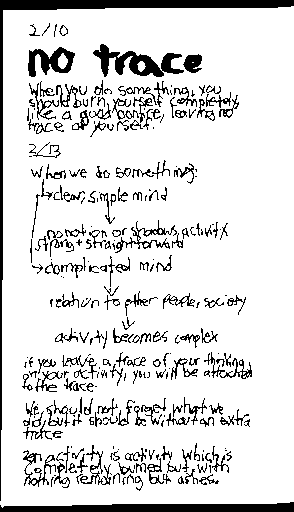 2/10
no trace
When you do something, you
should burn yourself completely,
like a good bonfire, leaving no
trace of yourself.
2/13
when we do something:
→clear, simple mind
no notion or shadows, activity
strong + straightforward
→complicated mind
relation to other people, society
activity becomes complex
if you leave a trace of your thinking
on your activity, you will be attached
to the trace.
We should not forget what we
did, but it should be without an extra
trace
zen activity is activity which is
completely burned out, with
nothing remaining but ashes.